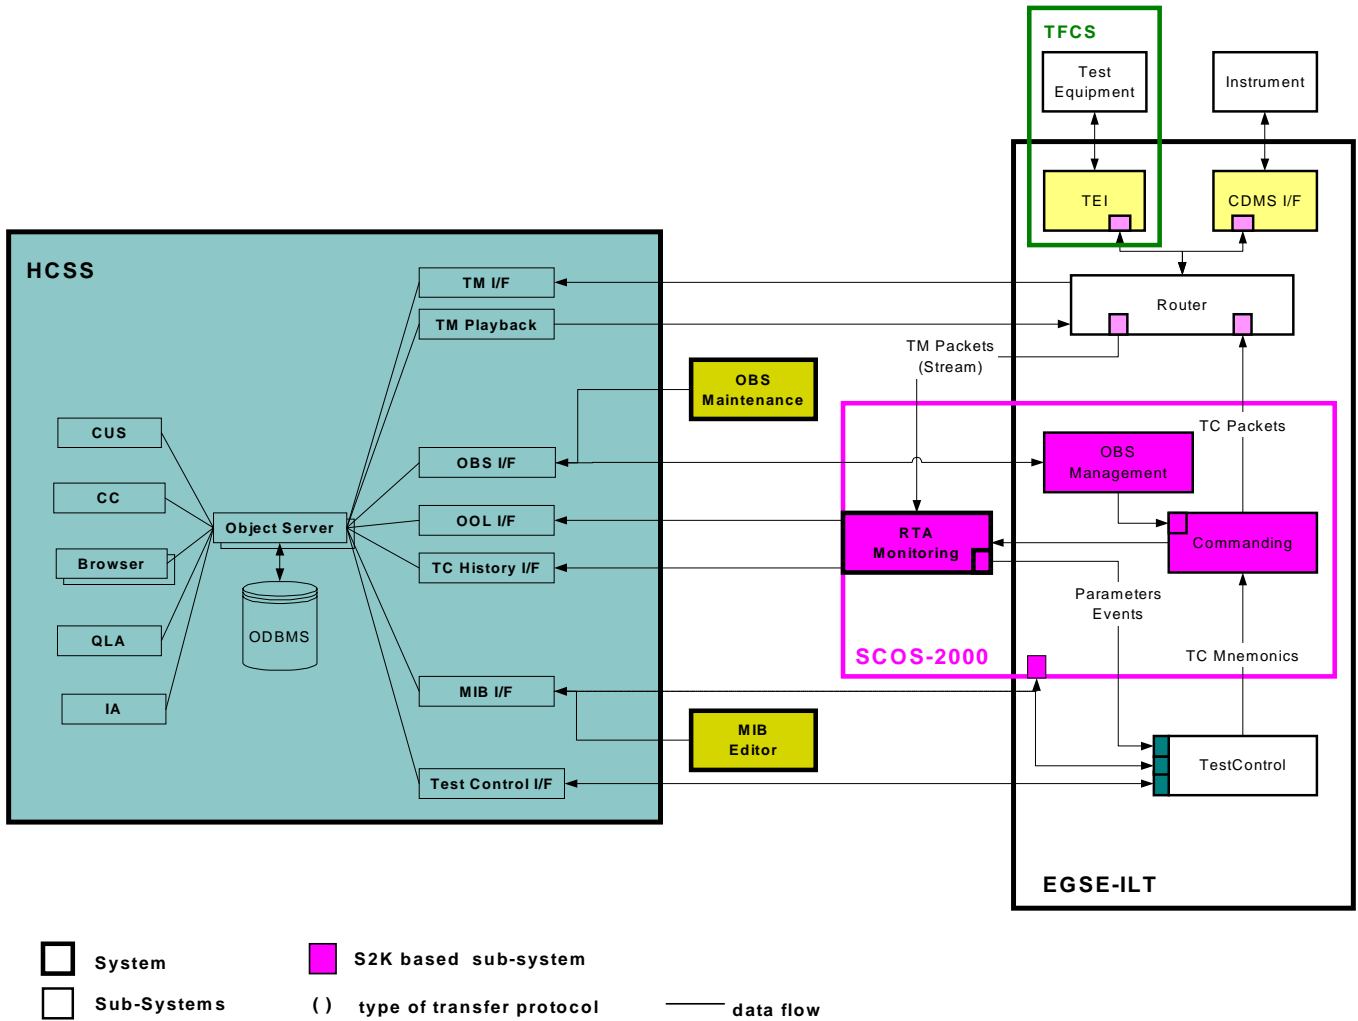 TFCS
Test
Equipment
Instrument
TEI
CDMS I/F
HCSS
TM I/F
Router
TM Playback
TM Packets
(Stream)
OBS
Maintenance
CUS
TC Packets
OBS I/F
OBS
Management
CC
Object Server
OOL I/F
RTA
Monitoring
Commanding
Browser
TC History I/F
Parameters
Events
ODBMS
QLA
SCOS-2000
TC Mnemonics
MIB I/F
IA
MIB
Editor
TestControl
Test Control I/F
EGSE-ILT
System
S2K based sub-system
Sub-Systems
( ) type of transfer protocol
data flow